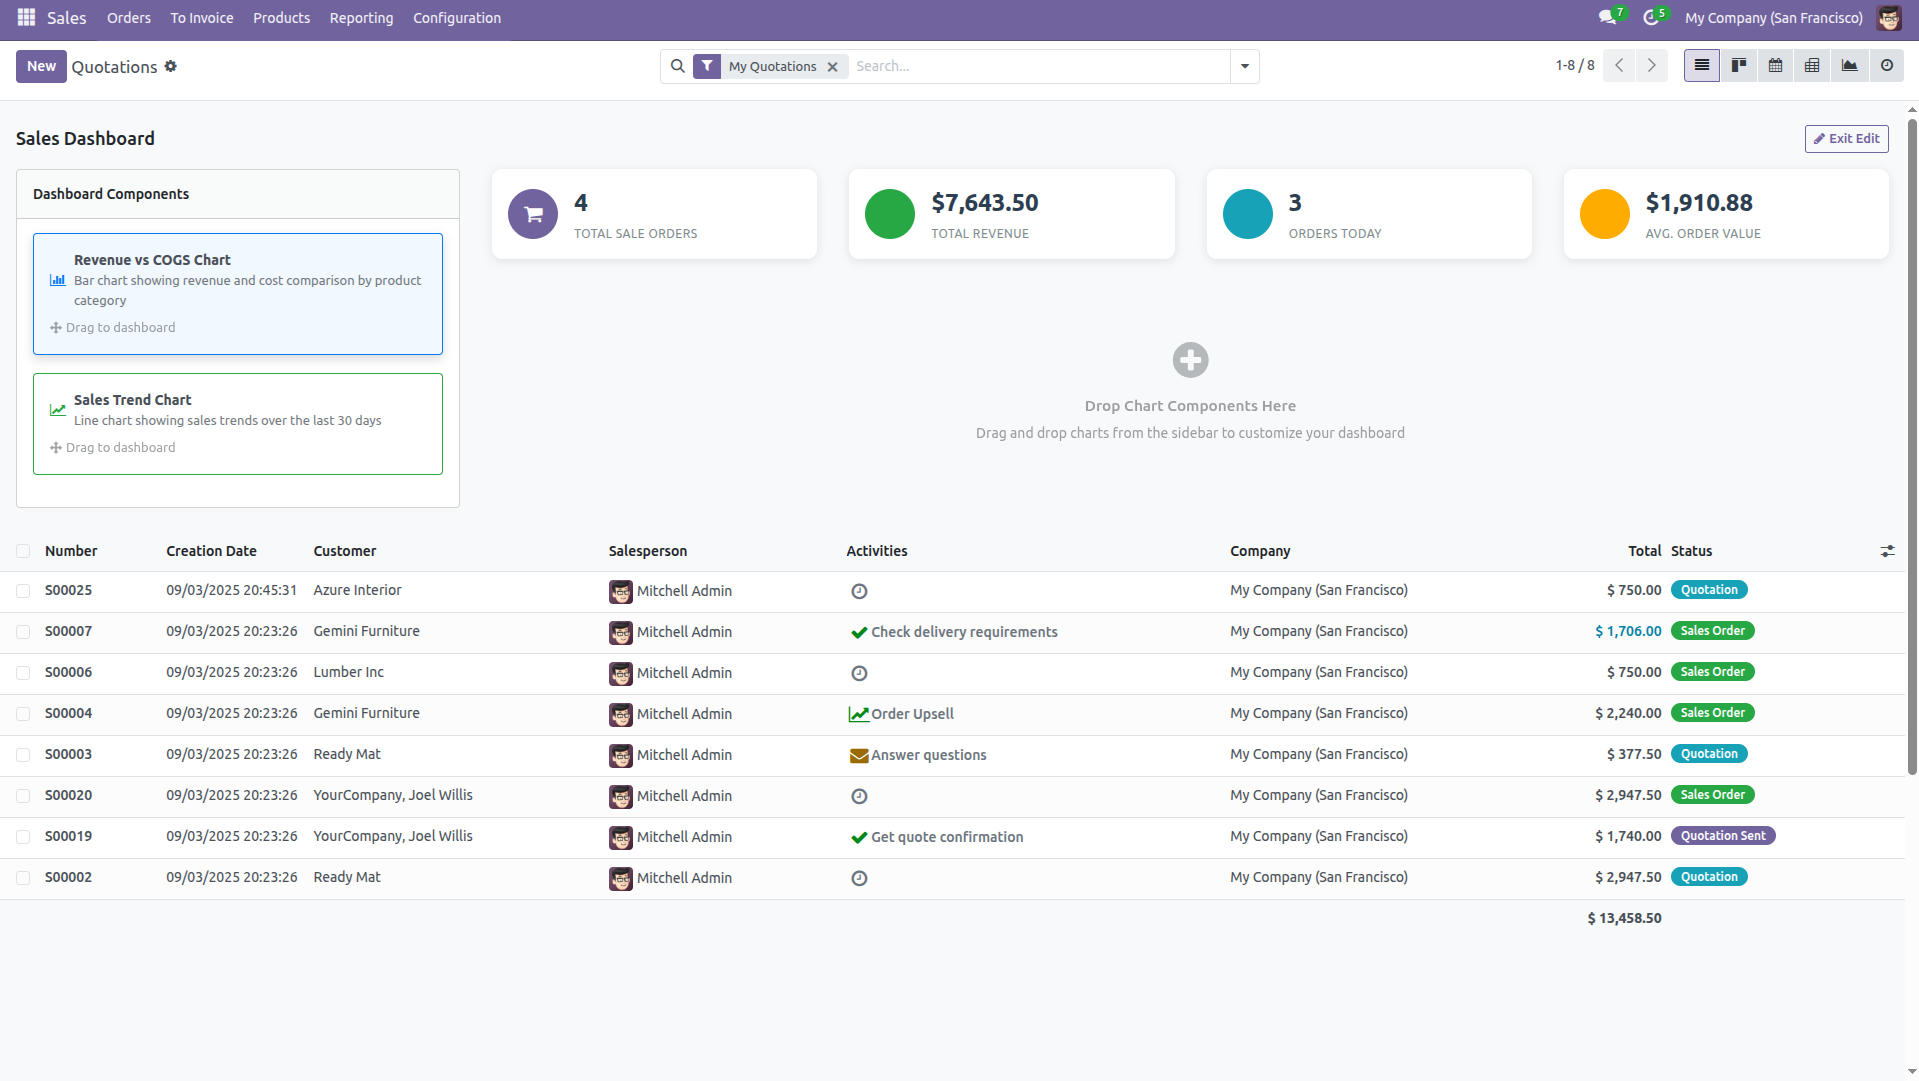 Sales Orders To Invoice Products Reporting Configuration 7 5 My Company (San Francisco)
New Quotations My Quotations Search... 1-8 / 8
Sales Dashboard Exit Edit
Dashboard Components
Revenue vs COGS Chart
Bar chart showing revenue and cost comparison by product
category
Drag to dashboard
Sales Trend Chart
Line chart showing sales trends over the last 30 days
Drag to dashboard
4
TOTAL SALE ORDERS
$7,643.50
TOTAL REVENUE
3
ORDERS TODAY
$1,910.88
AVG. ORDER VALUE
Drop Chart Components Here
Drag and drop charts from the sidebar to customize your dashboard
Number Creation Date Customer Salesperson Activities Company Total Status
S00025 09/03/2025 20:45:31 Azure Interior Mitchell Admin My Company (San Francisco) $ 750.00 Quotation
S00007 09/03/2025 20:23:26 Gemini Furniture Mitchell Admin Check delivery requirements My Company (San Francisco) $ 1,706.00 Sales Order
S00006 09/03/2025 20:23:26 Lumber Inc Mitchell Admin My Company (San Francisco) $ 750.00 Sales Order
S00004 09/03/2025 20:23:26 Gemini Furniture Mitchell Admin Order Upsell My Company (San Francisco) $ 2,240.00 Sales Order
S00003 09/03/2025 20:23:26 Ready Mat Mitchell Admin Answer questions My Company (San Francisco) $ 377.50 Quotation
S00020 09/03/2025 20:23:26 YourCompany, Joel Willis Mitchell Admin My Company (San Francisco) $ 2,947.50 Sales Order
S00019 09/03/2025 20:23:26 YourCompany, Joel Willis Mitchell Admin Get quote confirmation My Company (San Francisco) $ 1,740.00 Quotation Sent
S00002 09/03/2025 20:23:26 Ready Mat Mitchell Admin My Company (San Francisco) $ 2,947.50 Quotation
$ 13,458.50